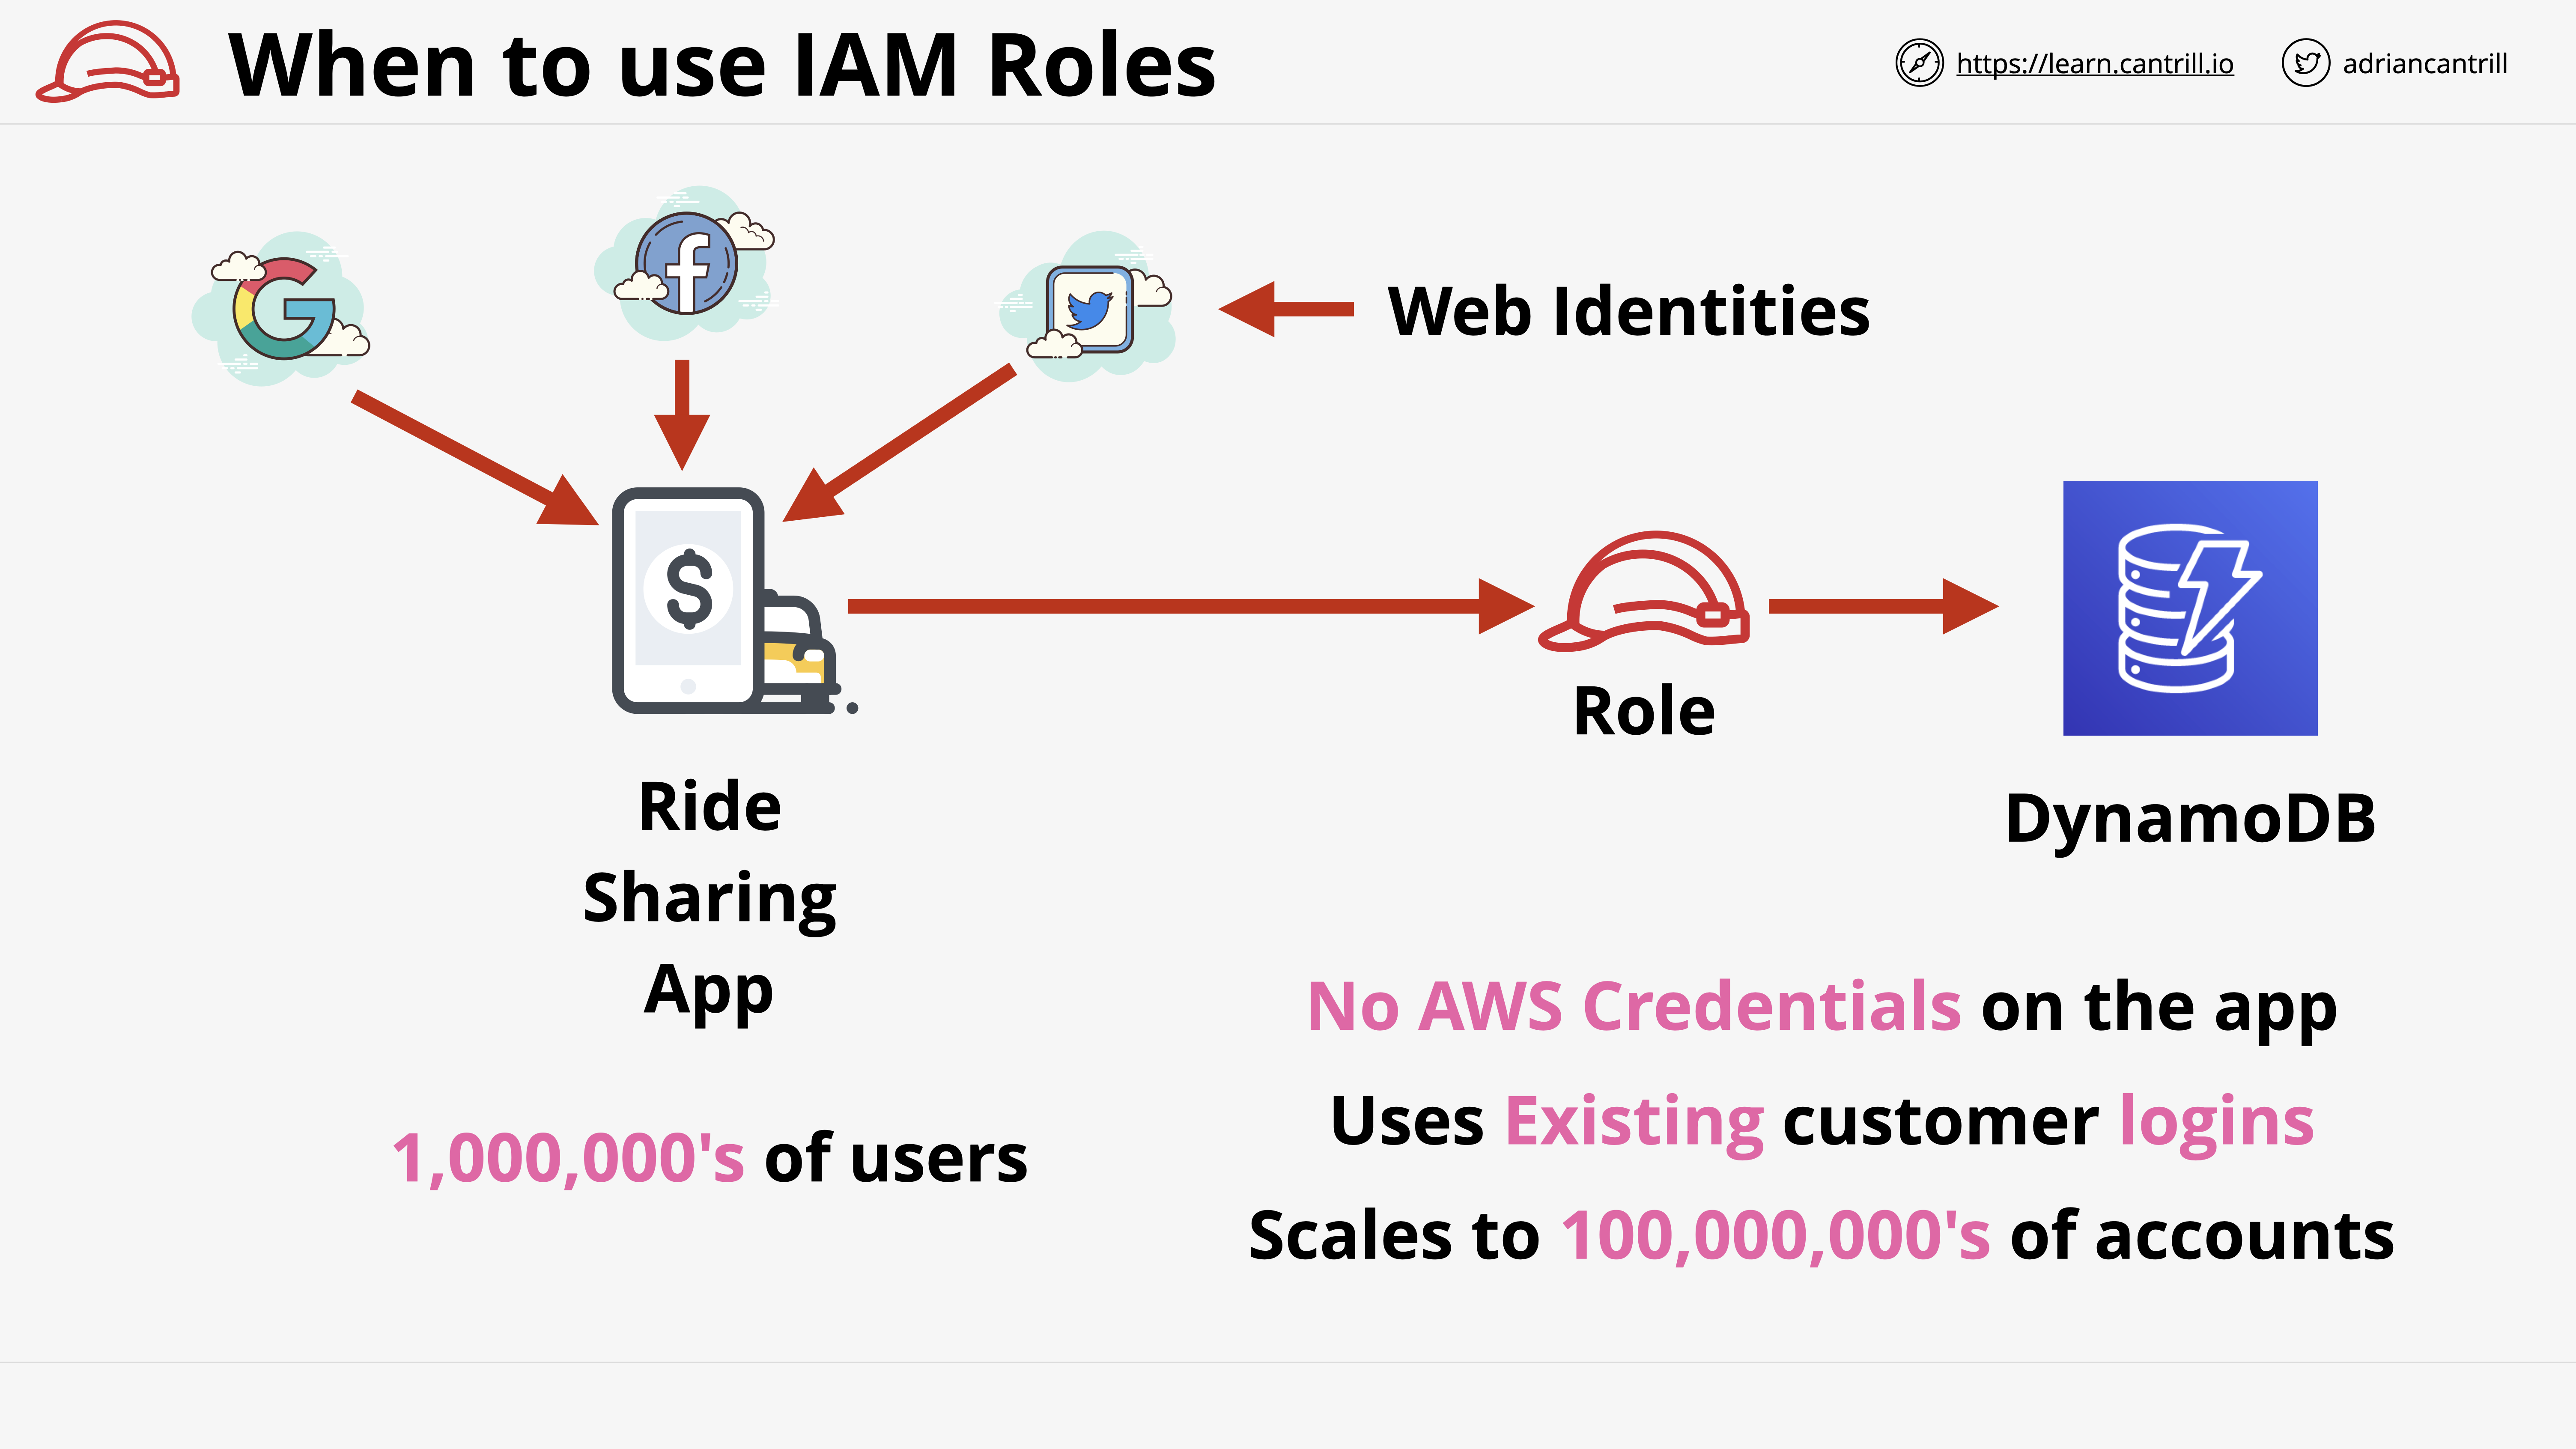 When to use IAM Roles
https://learn.cantrill.io
adriancantrill
Web Identities
Role
DynamoDB
Ride
Sharing
App
1,000,000's of users
No AWS Credentials on the app
Uses Existing customer logins
Scales to 100,000,000's of accounts